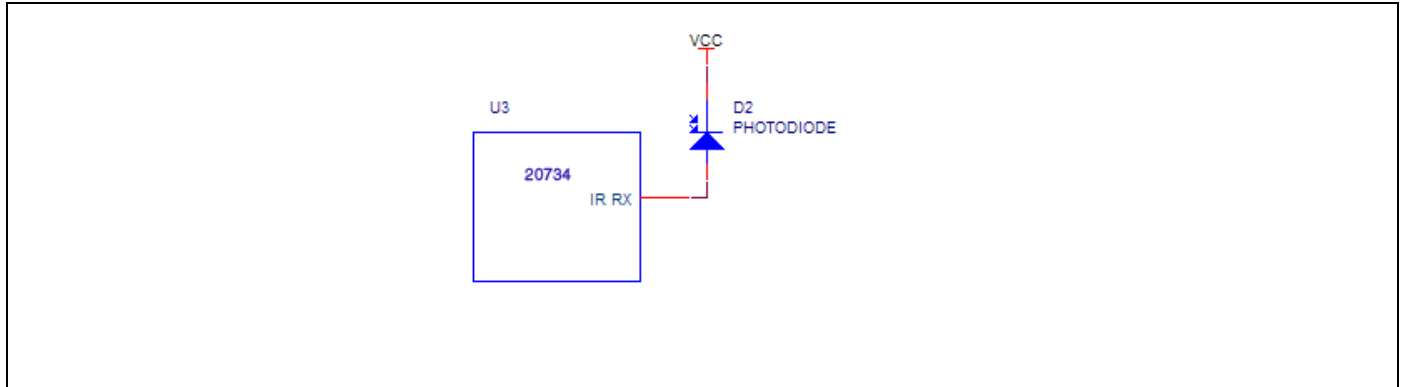 VCC
U3
D2
PHOTODIODE
20734
IR RX